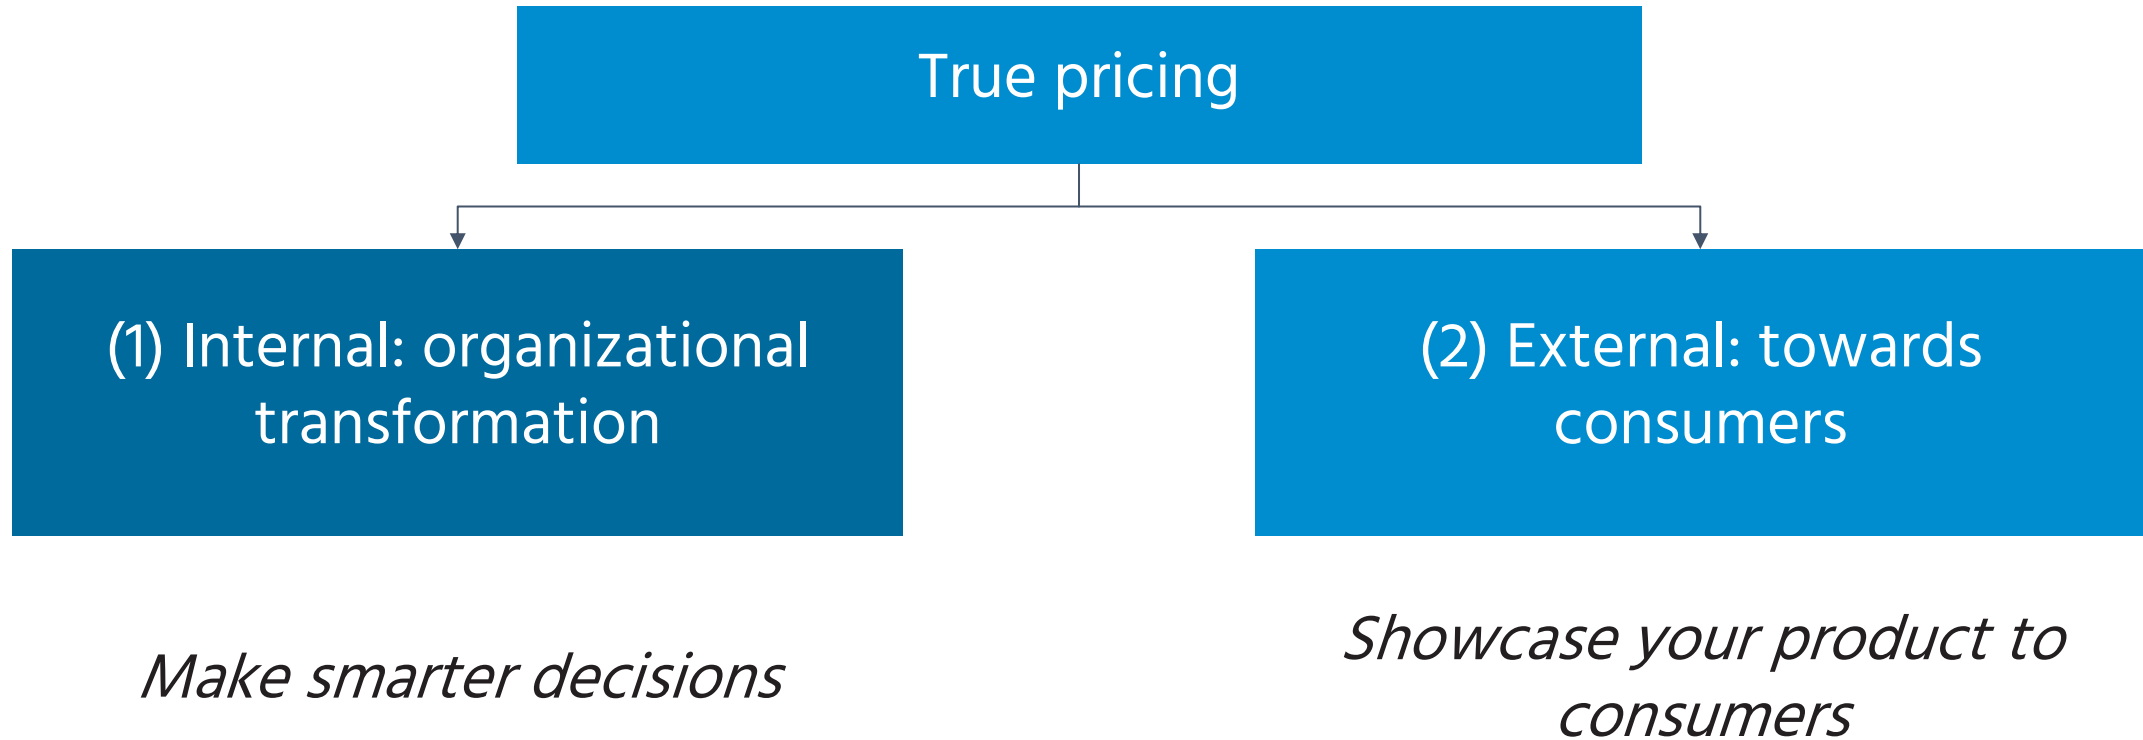 True pricing
(1) Internal: organizational
transformation
(2) External: towards
consumers
Make smarter decisions
Showcase your product to
consumers